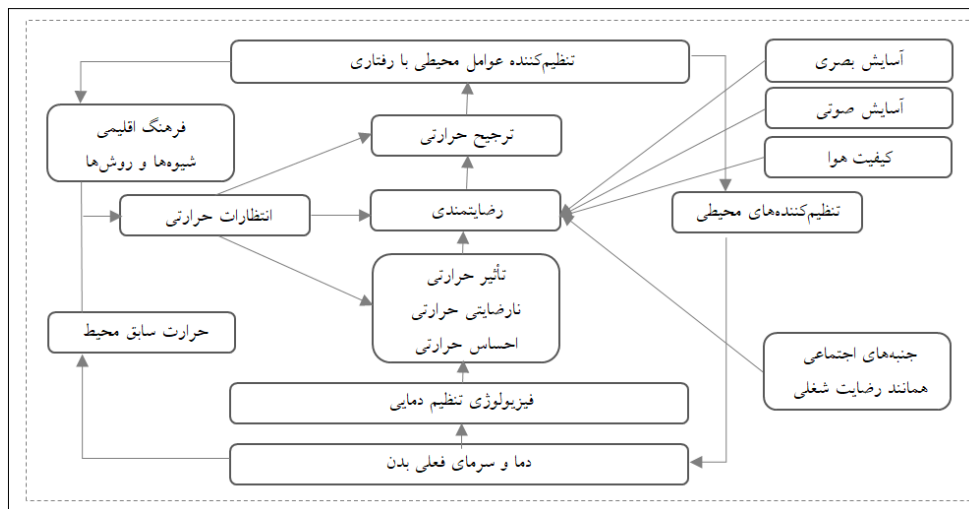 تنظیم‌کننده عوامل محیطی با رفتاری
آسایش بصری
آسایش صوتی
فرهنگ اقلیمی
شیوه‌ها و روش‌ها
ترجیح حرارتی
کیفیت هوا
تنظیم‌کننده‌های محیطی
رضایتمندی
انتظارات حرارتی
تأثیر حرارتی
نارضایتی حرارتی
احساس حرارتی
حرارت سابق محیط
جنبه‌های اجتماعی
همانند رضایت شغلی
فیزیولوژی تنظیم دمایی
دما و سرمای فعلی بدن